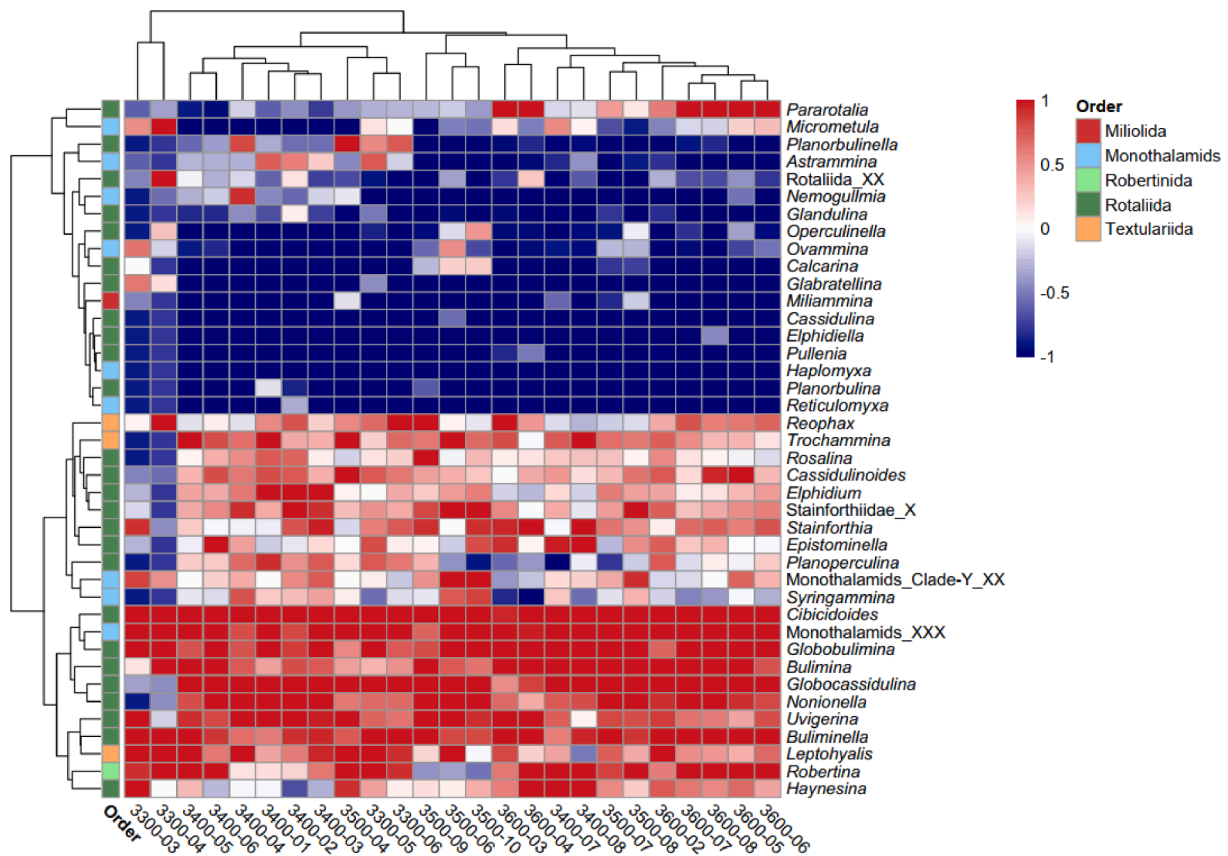 Pararotalia
Micrometula
Planorbulinella
Astrammina
Rotaliida_XX
Nemogullmia
Glandulina
Operculinella
Ovammina
Calcarina
Glabratellina
Miliammina
Cassidulina
Elphidiella
Pullenia
Haplomyxa
Planorbulina
Reticulomyxa
Reophax
Trochammina
Rosalina
Cassidulinoides
Elphidium
Stainforthiidae_X
Stainforthia
Epistominella
Planoperculina
Monothalamids_Clade-Y_XX
Syringammina
Cibicidoides
Monothalamids_XXX
Globobulimina
Bulimina
Globocassidulina
Nonionella
Uvigerina
Buliminella
Leptohyalis
Robertina
Haynesina
Order
3300-03
3300-04
3400-05
3400-06
3400-04
3400-01
3400-02
3400-03
3500-04
3300-05
3300-06
3500-09
3500-06
3500-10
3600-03
3600-04
3400-07
3400-08
3500-07
3500-08
3600-02
3600-07
3600-08
3600-05
3600-06
1
0.5
0
-0.5
-1
Order
Miliolida
Monothalamids
Robertinida
Rotaliida
Textulariida